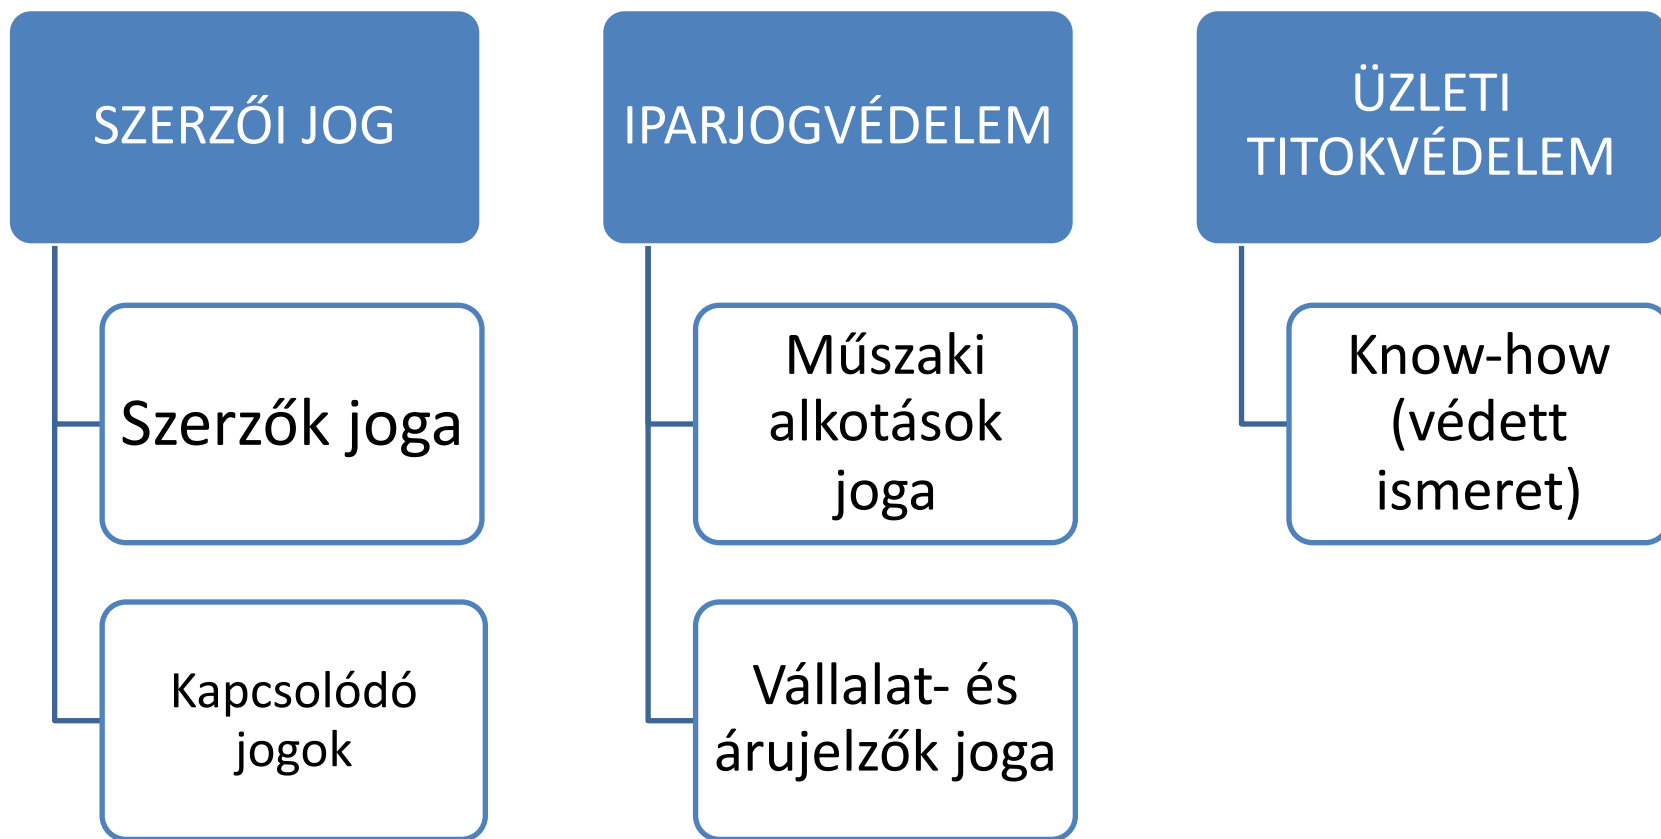 SZERZŐI JOG
Szerzők joga
Kapcsolódó
jogok
IPARJOGVÉDELEM
Műszaki
alkotások
joga
Vállalat- és
árujelzők joga
ÜZLETI
TITOKVÉDELEM
Know-how
(védett
ismeret)